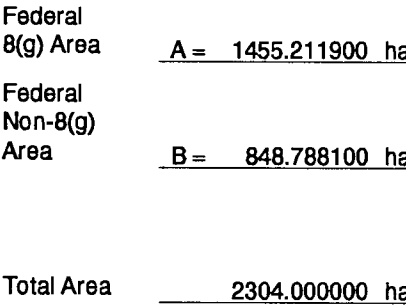 Federal
8(g) Area A = 1455.211900 ha
Federal
Non-8(g)
Area B = 848.788100 ha
Total Area 2304.000000 ha